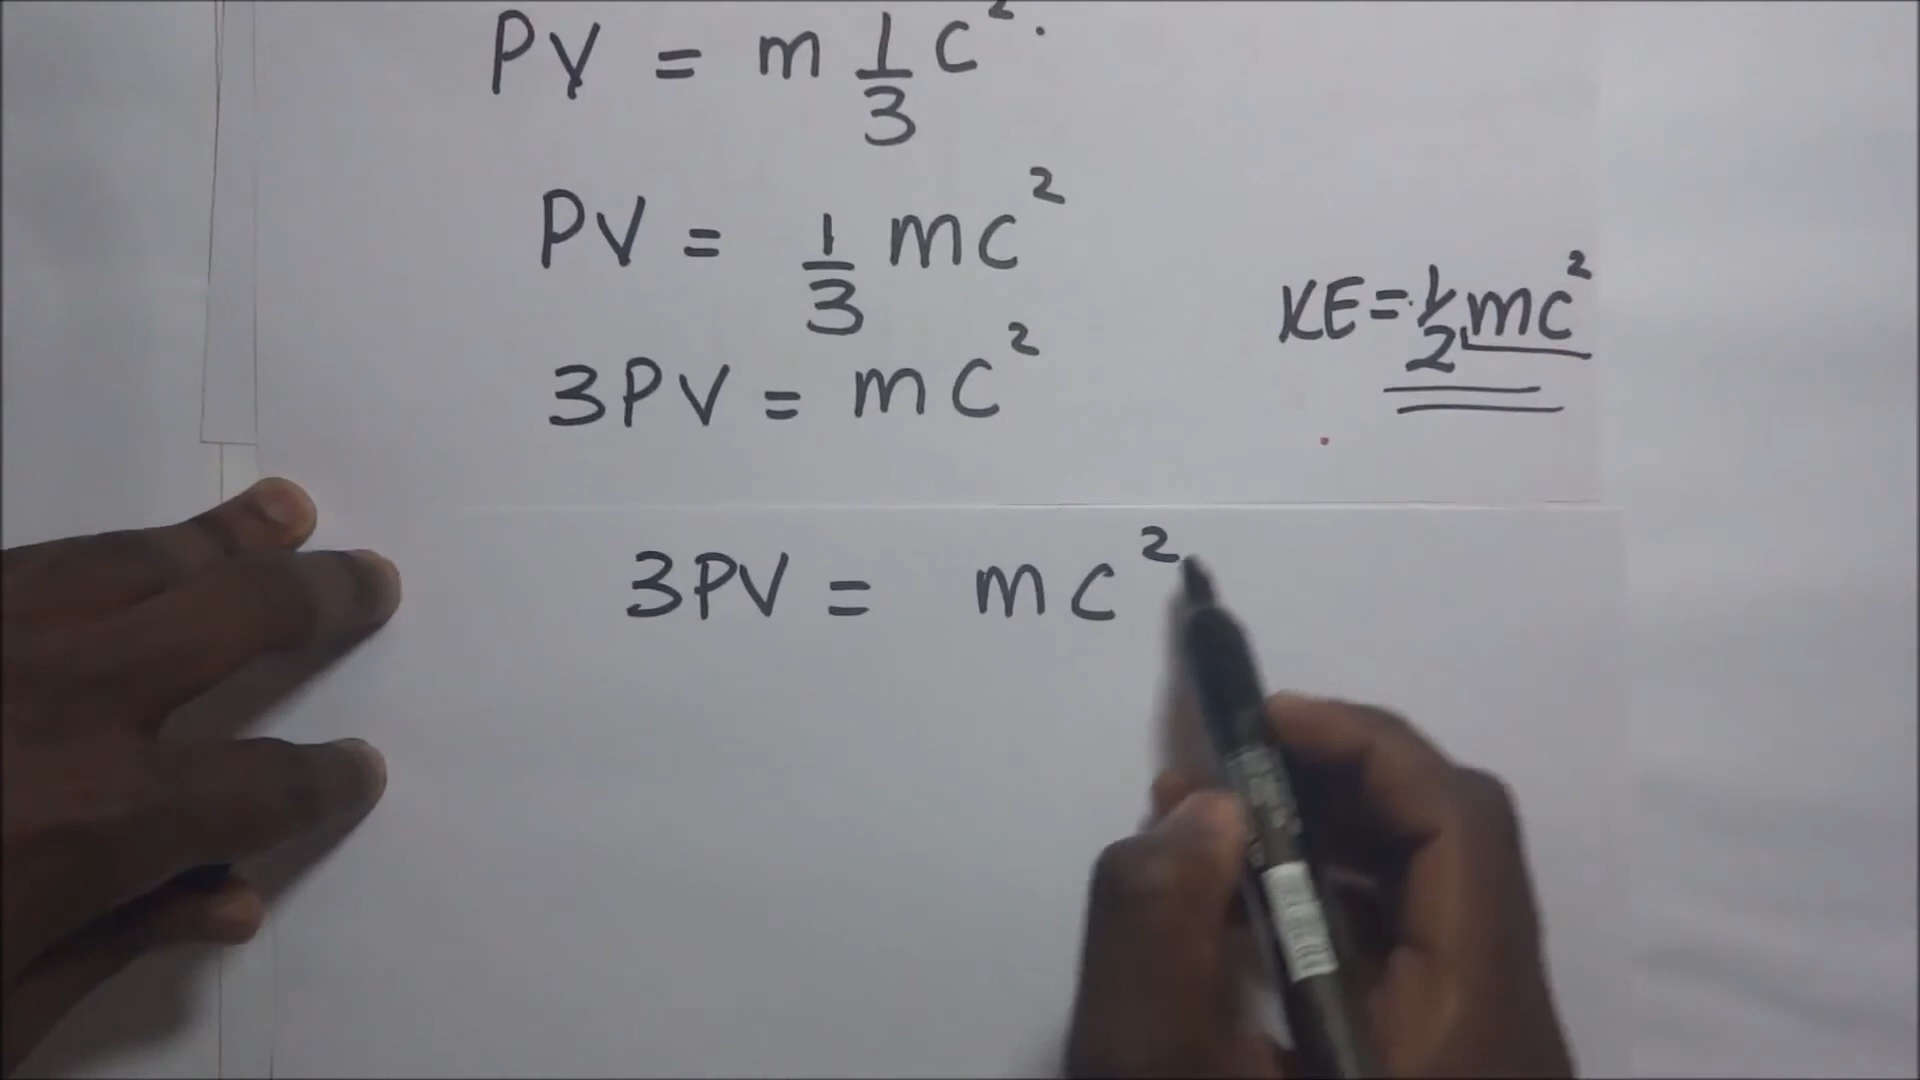 PV = m 1/3 c².
PV = 1/3 mc²
KE = 1/2 mc²
3PV = mc²
3PV = mc²